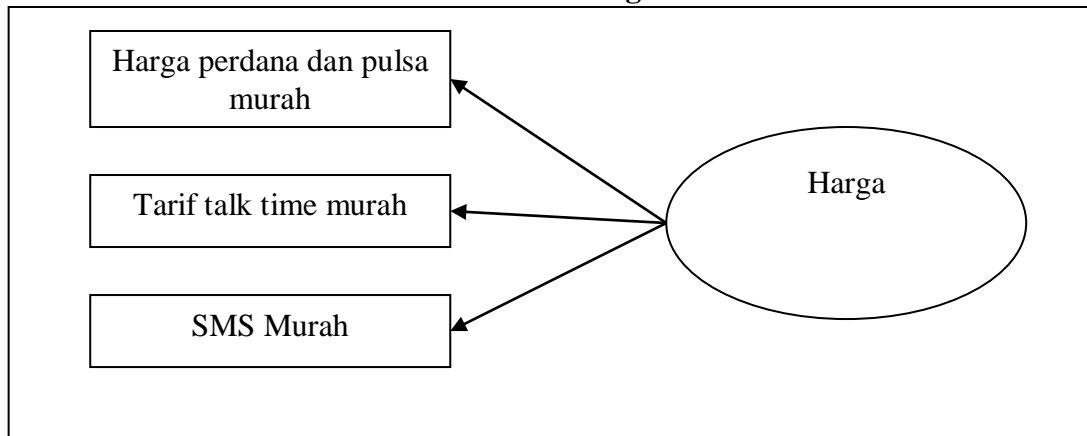 Harga perdana dan pulsa
murah
Tarif talk time murah
SMS Murah
Harga